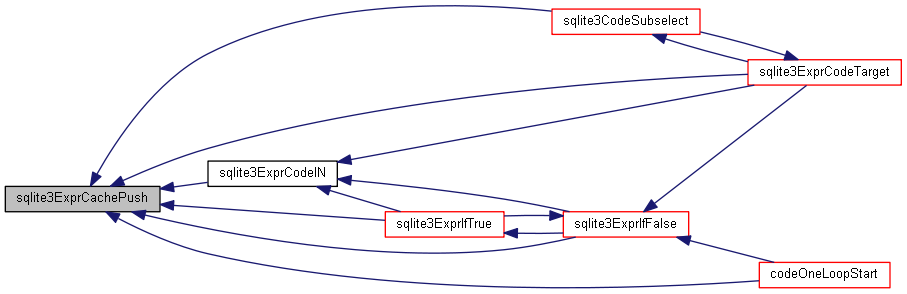 sqlite3CodeSubselect
sqlite3ExprCodeTarget
sqlite3ExprCodeIN
sqlite3ExprCachePush
sqlite3ExprIfTrue
sqlite3ExprIfFalse
codeOneLoopStart